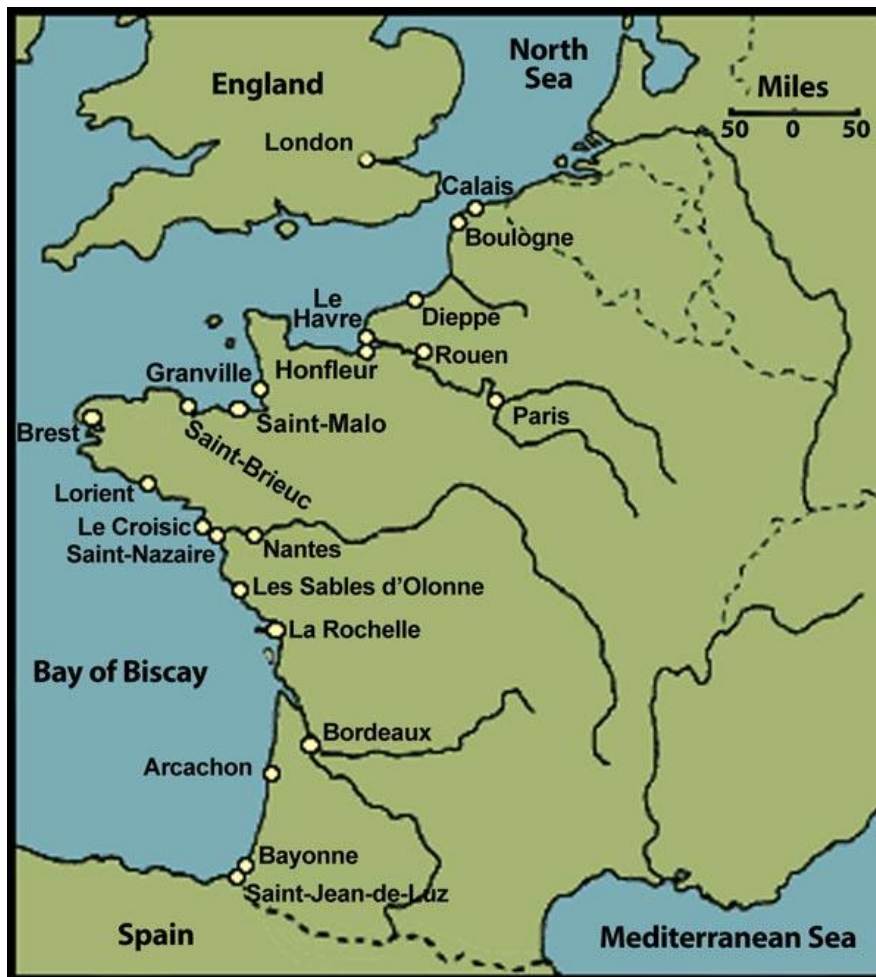 North
Sea
England
Miles
50 0 50
London
Calais
Boulogne
Le
Havre
Dieppe
Rouen
Honfleur
Granville
Paris
Saint-Malo
Brest
Saint-Brieuc
Lorient
Le Croisic
Saint-Nazaire
Nantes
Les Sables d’Olonne
La Rochelle
Bay of Biscay
Bordeaux
Arcachon
Bayonne
Saint-Jean-de-Luz
Spain
Mediterranean Sea